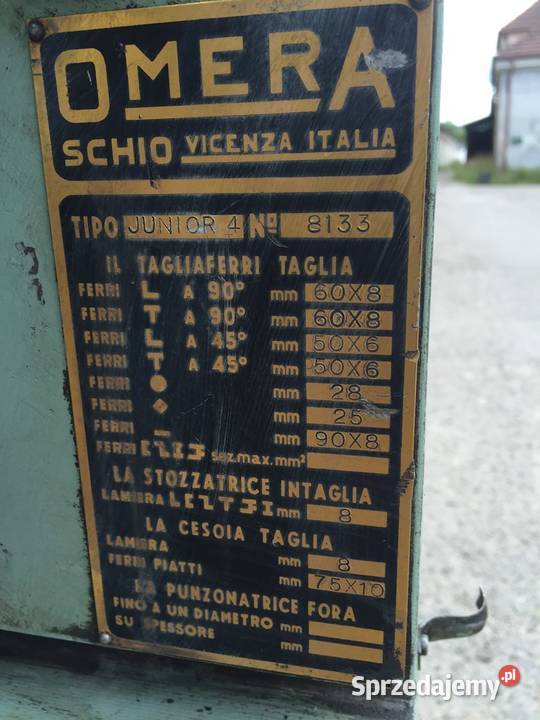 OMERA
SCHIO VICENZA ITALIA
TIPO JUNIOR 4 Nº 8133
IL TAGLIAFERRI TAGLIA
FERRI L A 90° mm 60X8
FERRI T A 90° mm 60X8
FERRI L A 45° mm 50X6
FERRI T A 45° mm 50X6
FERRI ● mm 28
FERRI ◆ mm 25
FERRI – mm 90X8
FERRI sez.max.mm²
LA STOZZATRICE INTAGLIA
LAMIERA mm 8
LA CESOIA TAGLIA
LAMIERA mm 8
FERRI PIATTI mm 75X10
LA PUNZONATRICE FORA
FINO A UN DIAMETRO mm
SU SPESSORE mm
Sprzedajemy.pl